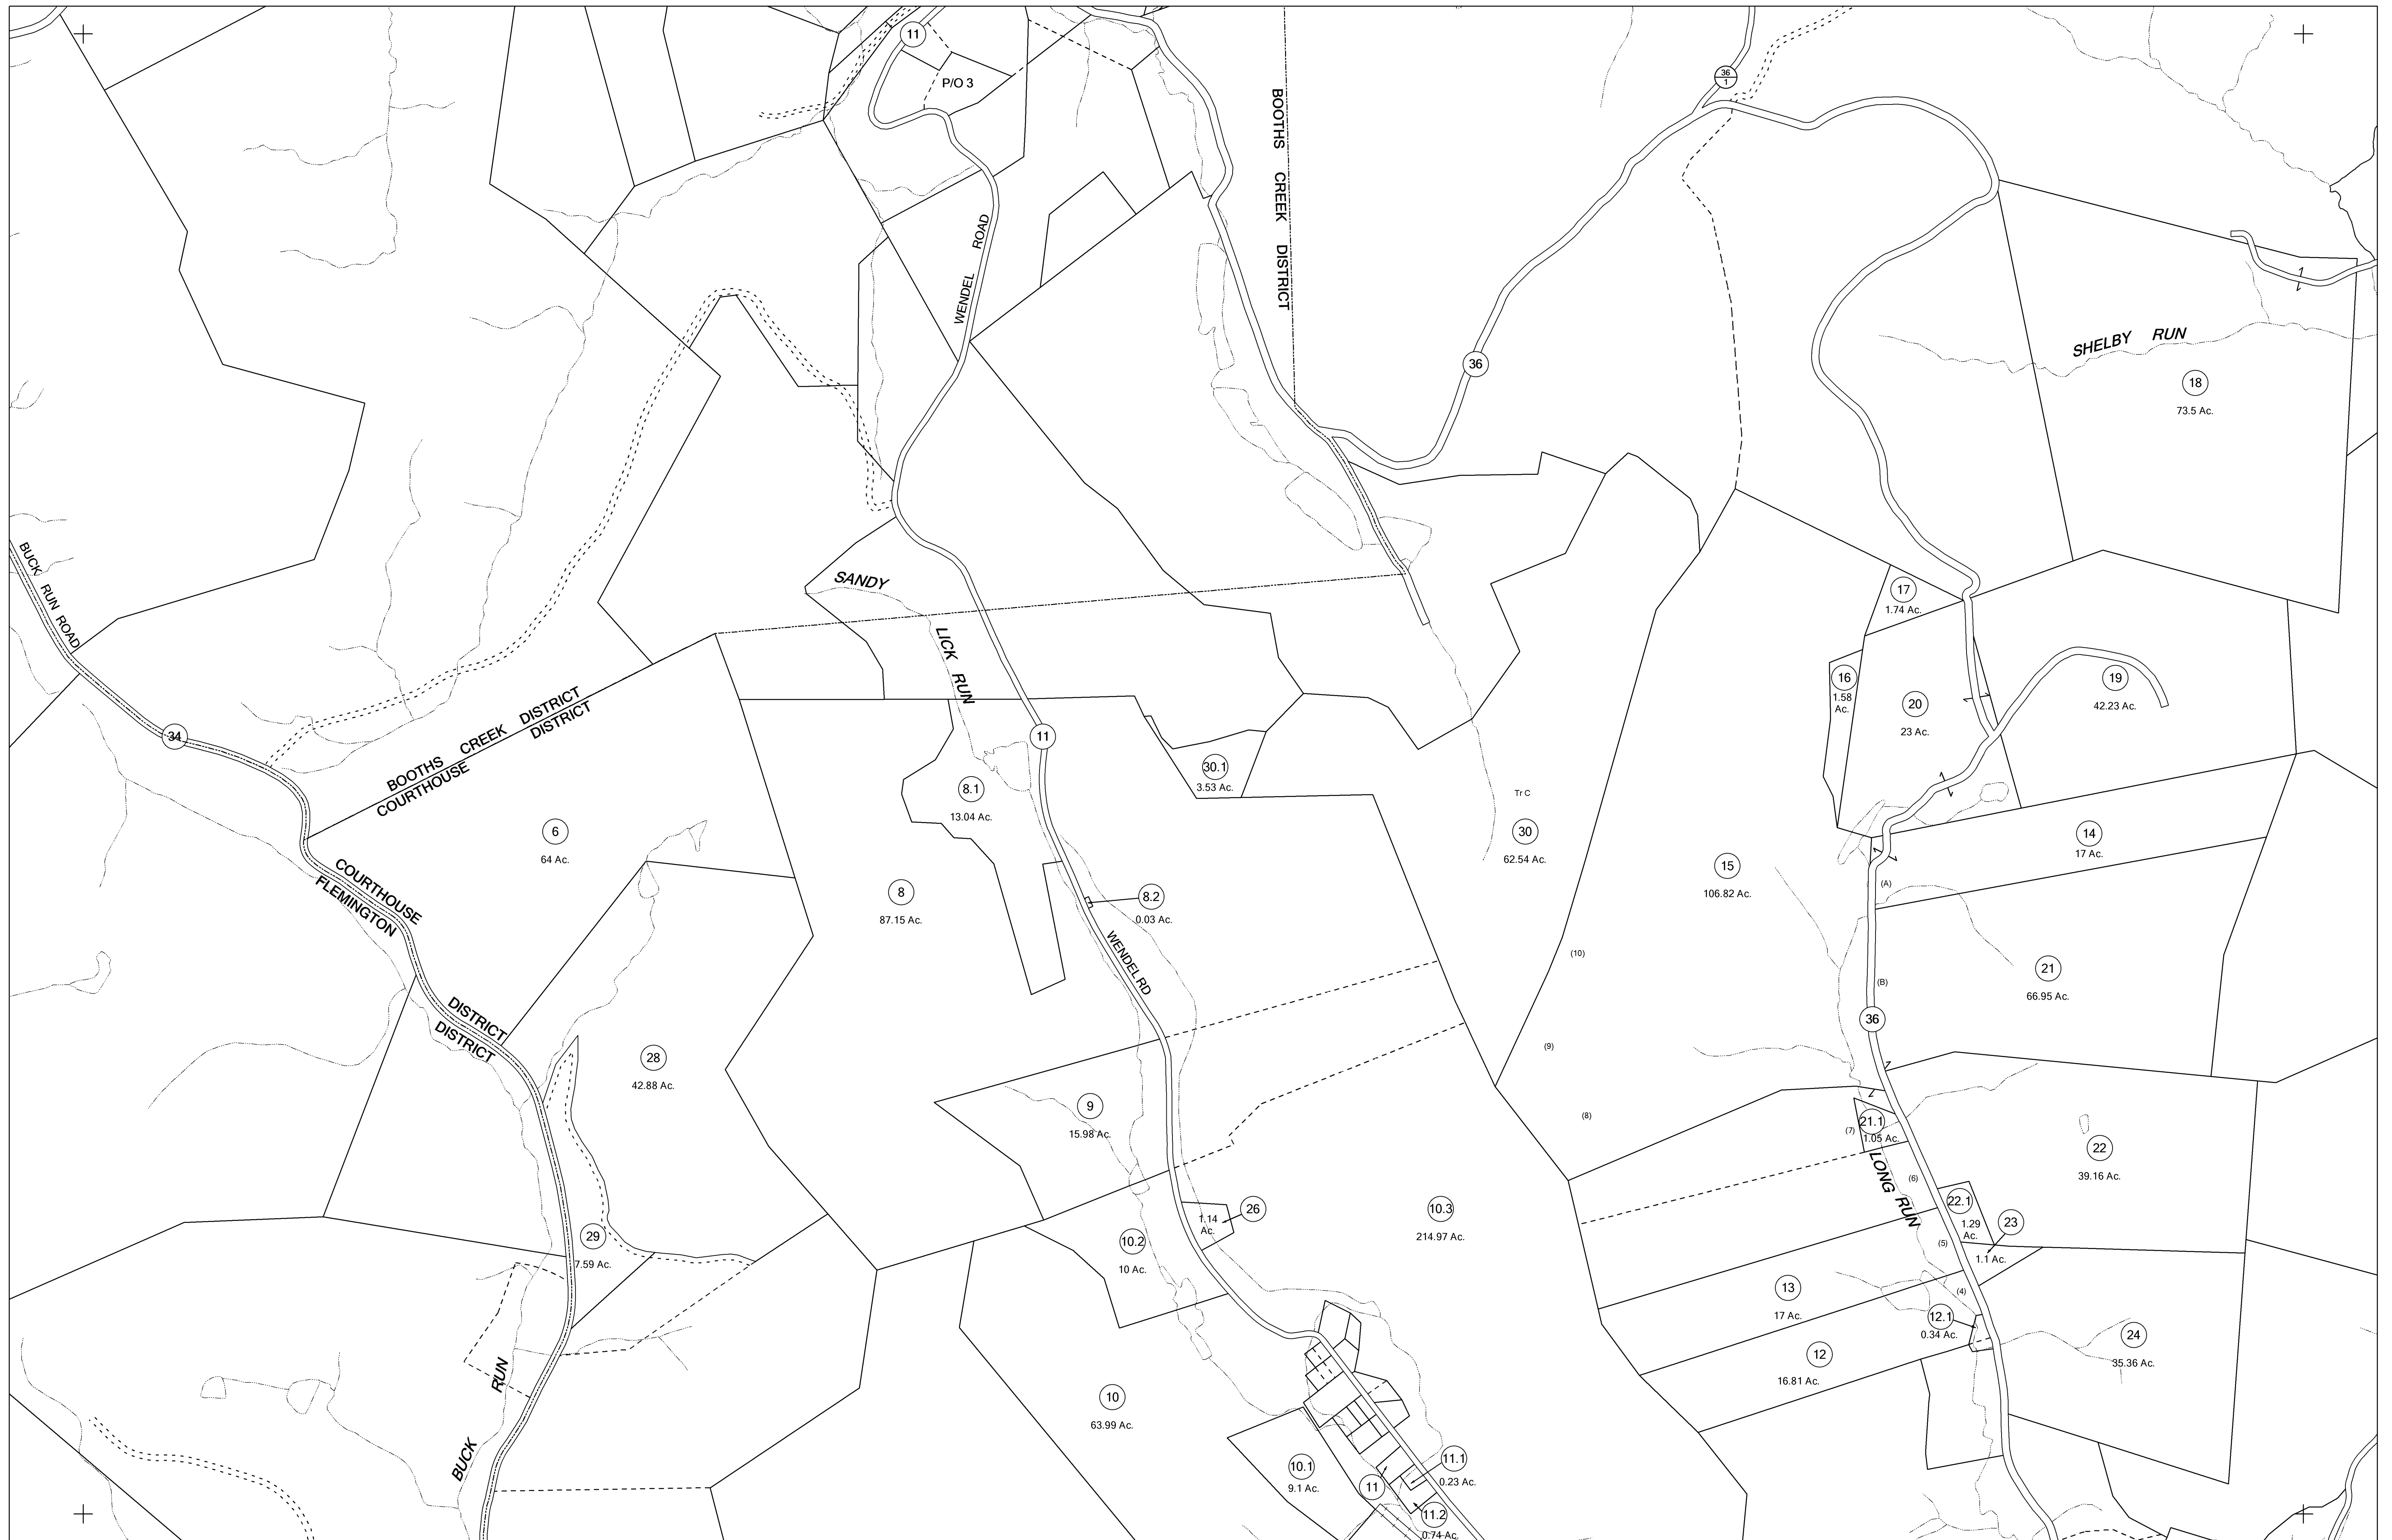 11
P/O 3
36
1
BOOTHS CREEK DISTRICT
WENDEL ROAD
SHELBY RUN
36
18
73.5 Ac.
BUCK RUN ROAD
SANDY
LICK RUN
17
1.74 Ac.
16
1.58
Ac.
20
23 Ac.
19
42.23 Ac.
34
BOOTHS CREEK DISTRICT
COURTHOUSE DISTRICT
11
30.1
3.53 Ac.
8.1
13.04 Ac.
Tr C
30
62.54 Ac.
6
64 Ac.
14
17 Ac.
15
106.82 Ac.
(A)
COURTHOUSE
FLEMINGTON
8
87.15 Ac.
8.2
0.03 Ac.
WENDEL RD
(10)
21
66.95 Ac.
(B)
36
DISTRICT
DISTRICT
28
42.88 Ac.
(9)
9
15.98 Ac.
(8)
(7)
21.1
1.05 Ac.
22
39.16 Ac.
LONG RUN
(6)
22.1
1.29
Ac.
23
1.1 Ac.
(5)
26
1.14
Ac.
10.3
214.97 Ac.
10.2
10 Ac.
29
7.59 Ac.
13
17 Ac.
(4)
12.1
0.34 Ac.
24
35.36 Ac.
12
16.81 Ac.
10
63.99 Ac.
BUCK RUN
10.1
9.1 Ac.
11.1
0.23 Ac.
11
11.2
0.74 Ac.